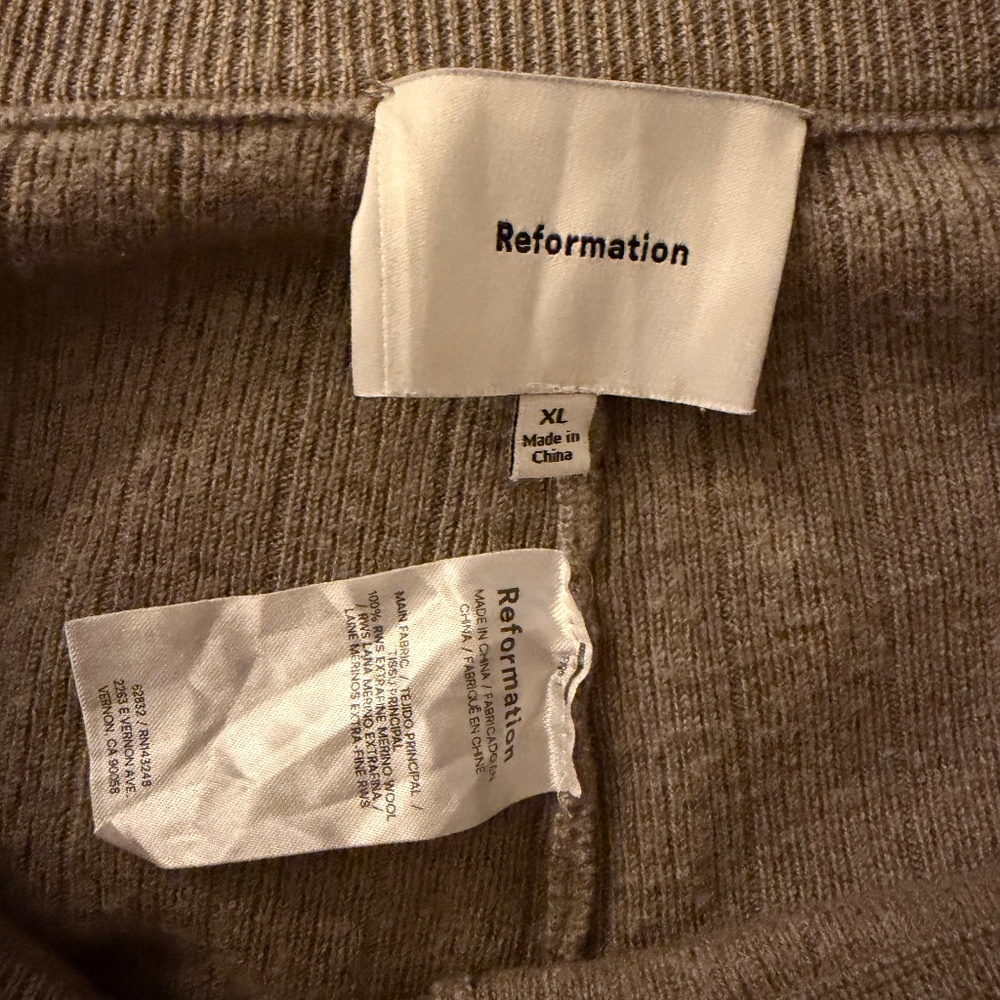 Reformation
XL
Made in
China
Reformation
MADE IN CHINA / FABRICADO EN
CHINA / FABRIQUÉ EN CHINE
MAIN FABRIC / TEJIDO PRINCIPAL /
TISSU PRINCIPAL
100% RWS EXTRAFINE MERINO WOOL
/ RWS LANA MERINO EXTRAFINA /
LAINE MÉRINOS EXTRA-FINE RWS
62832 / RN143248
2263 E VERNON AVE.
VERNON, CA 90058